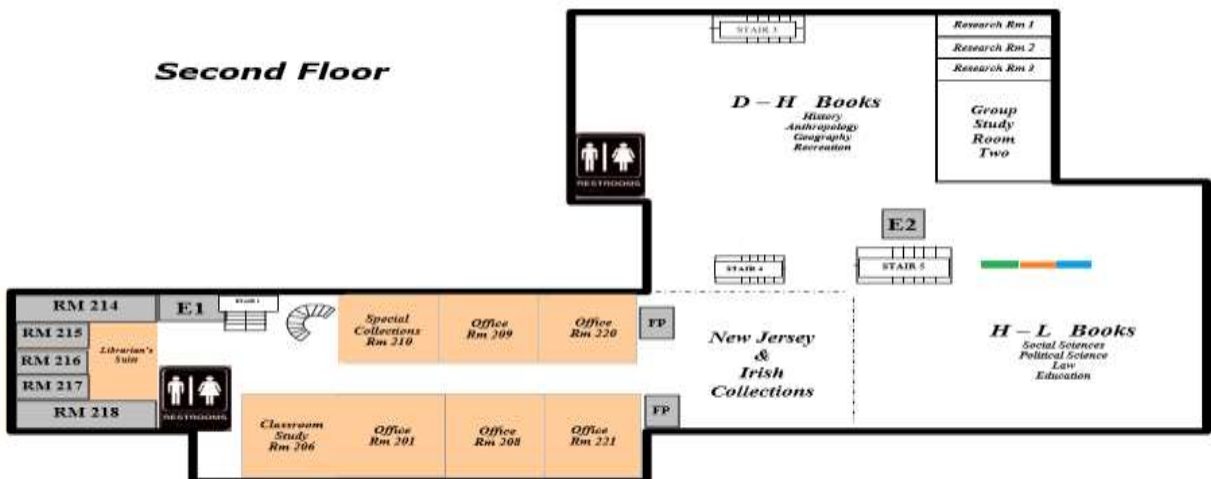 Second Floor
STAIR 3
Research Rm 1
Research Rm 2
Research Rm 3
D – H Books
History
Anthropology
Geography
Recreation
Group
Study
Room
Two
RESTROOMS
E2
STAIR 4
STAIR 5
RM 214
E1
STAIR 1
RM 215
RM 216
RM 217
RM 218
Librarian's
Suit
RESTROOMS
Special
Collections
Rm 210
Office
Rm 209
Office
Rm 220
FP
New Jersey
&
Irish
Collections
H – L Books
Social Sciences
Political Science
Law
Education
Classroom
Study
Rm 206
Office
Rm 201
Office
Rm 208
Office
Rm 221
FP